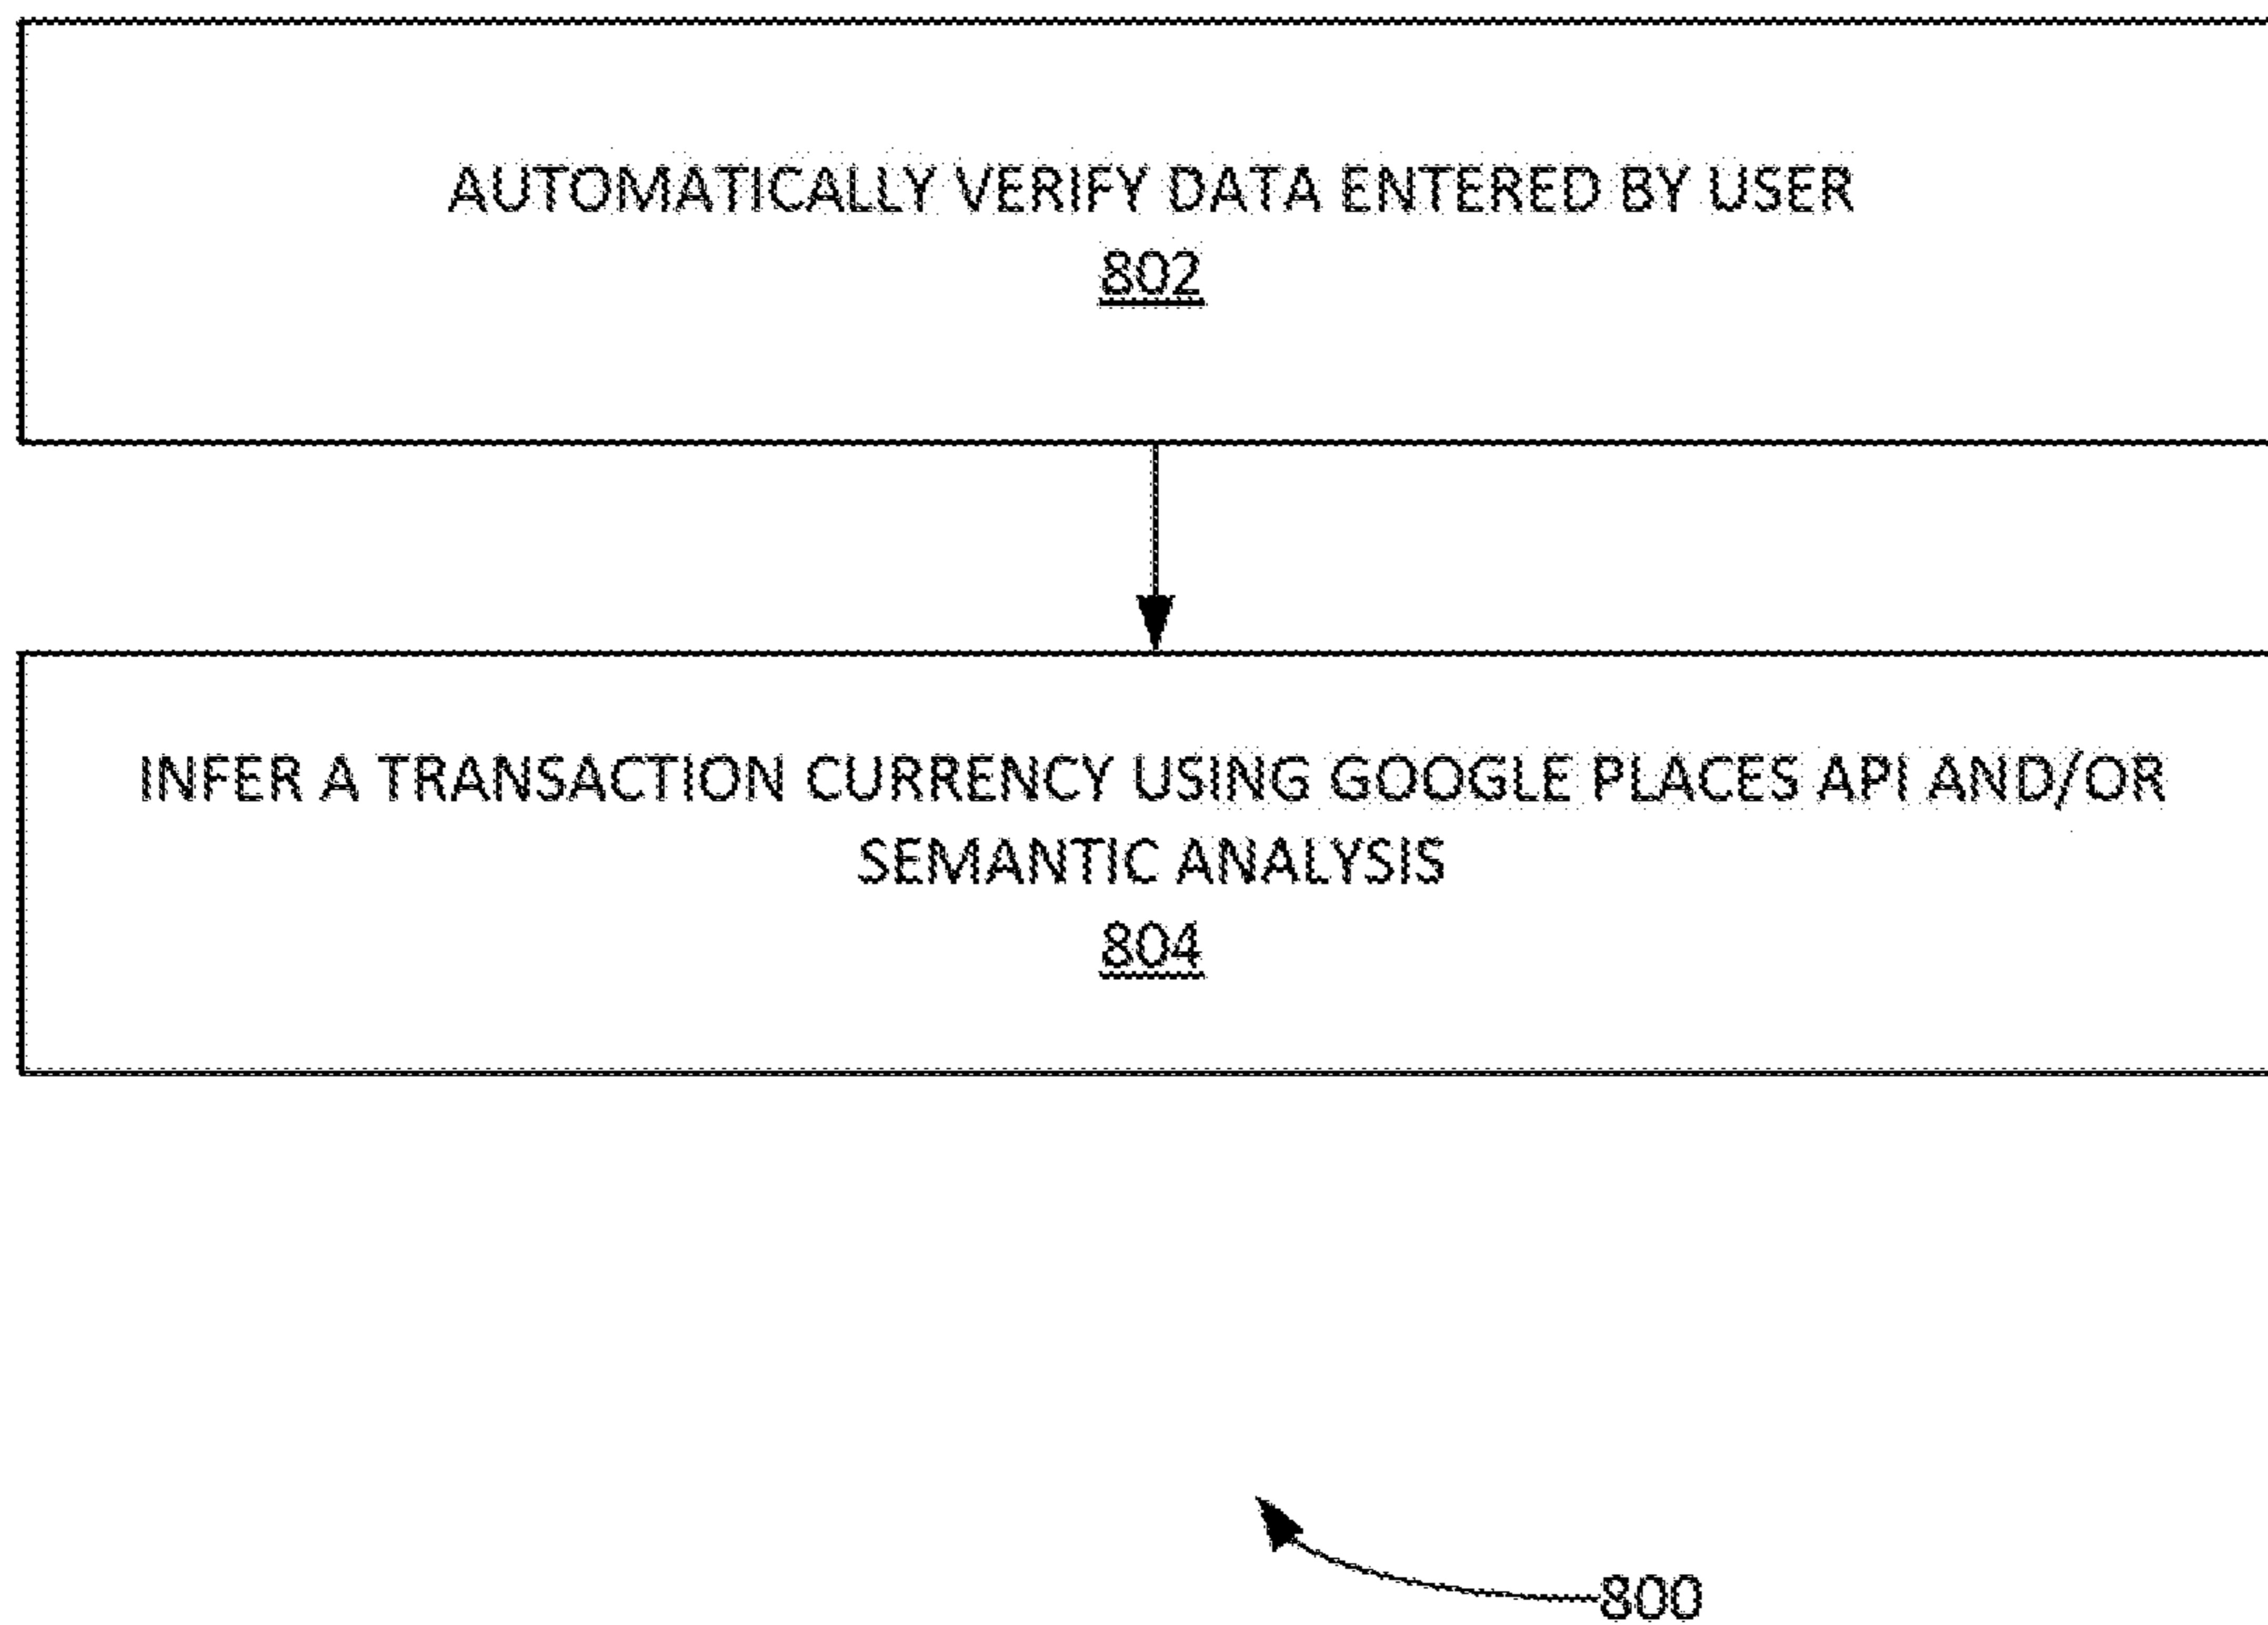 AUTOMATICALLY VERIFY DATA ENTERED BY USER
802
INFER A TRANSACTION CURRENCY USING GOOGLE PLACES API AND/OR
SEMANTIC ANALYSIS
804
800